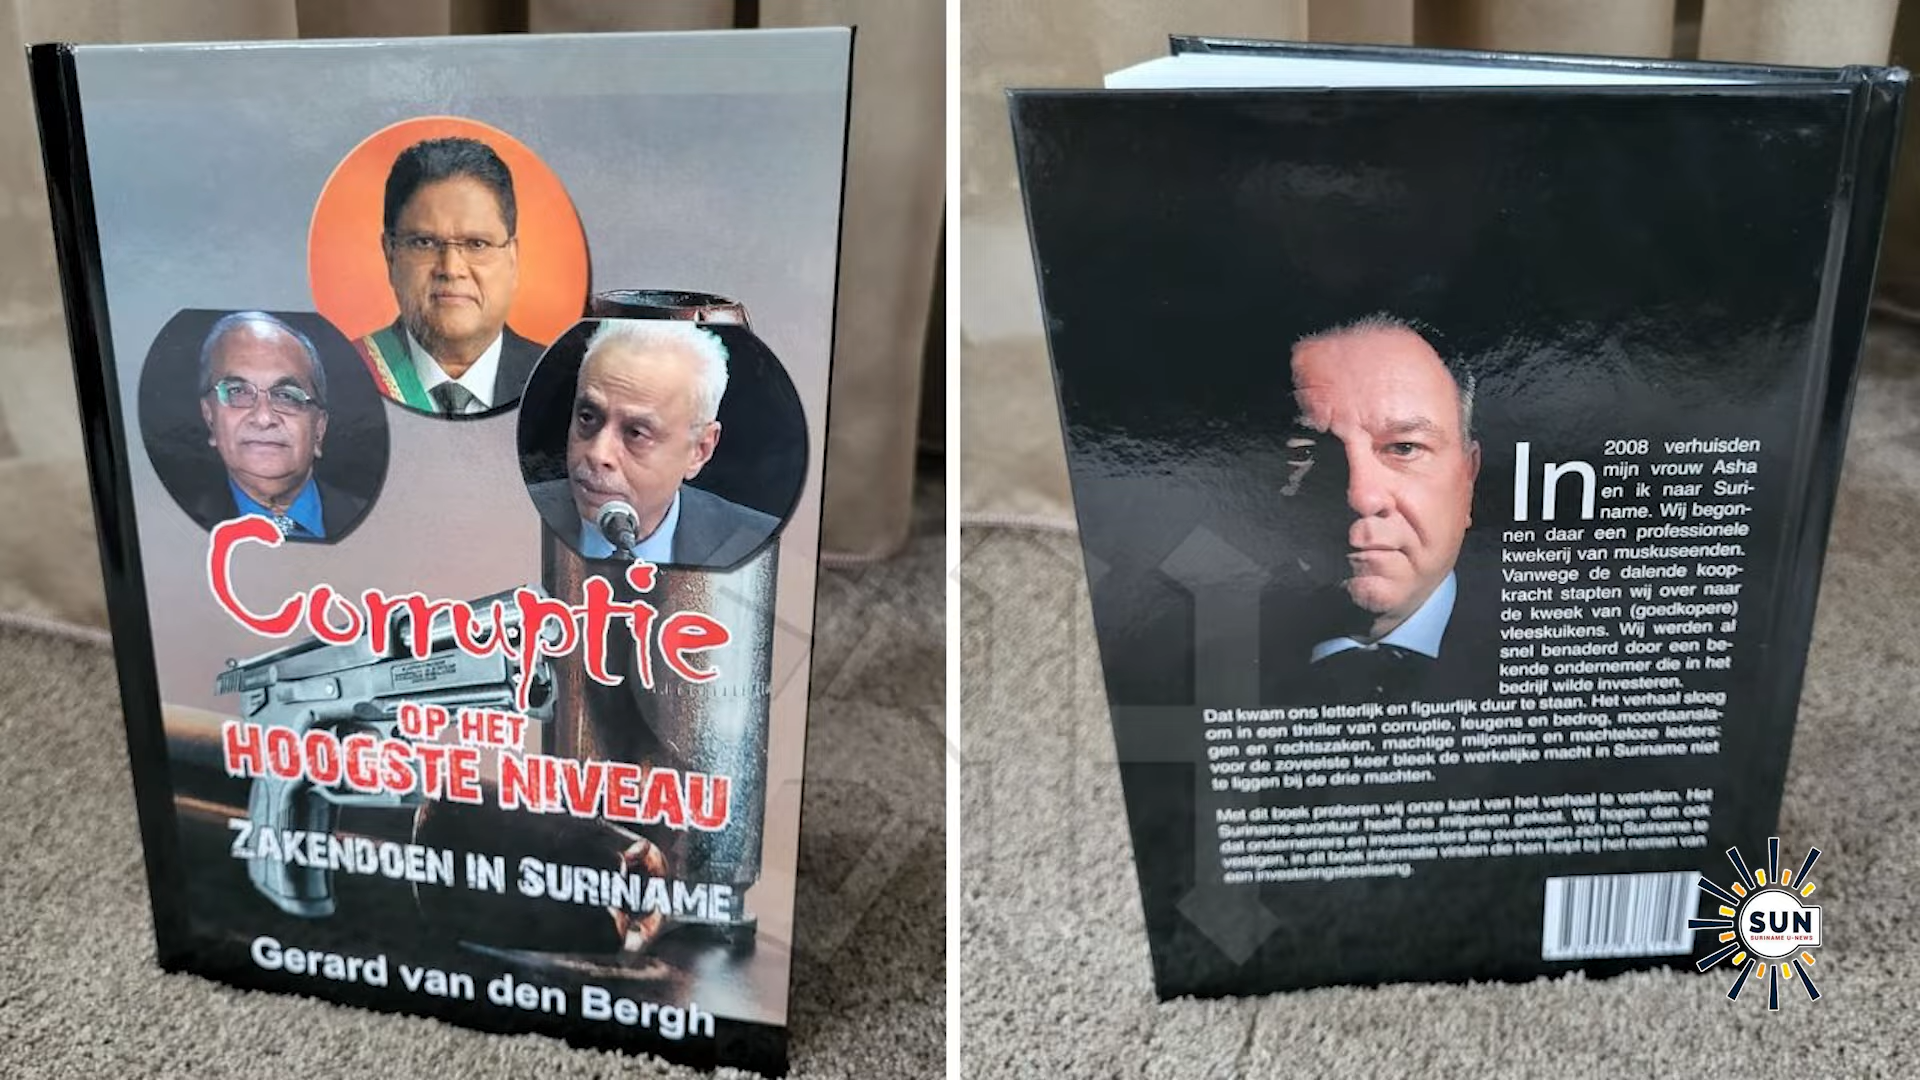 Corruptie
OP HET
HOOGSTE NIVEAU
ZAKENDOEN IN SURINAME
Gerard van den Bergh
In 2008 verhuisden
mijn vrouw Asha
en ik naar Suri-
name. Wij begon-
nen daar een professionele
kwekerij van muskuseenden.
Vanwege de dalende koop-
kracht stapten wij over naar
de kweek van (goedkopere)
vleeskuikens. Wij werden al
snel benaderd door een be-
kende ondernemer die in het
bedrijf wilde investeren.
Dat kwam ons letterlijk en figuurlijk duur te staan. Het verhaal sloeg
om in een thriller van corruptie, leugens en bedrog, moordaansla-
gen en rechtszaken, machtige miljonairs en machteloze leiders:
voor de zoveelste keer bleek de werkelijke macht in Suriname niet
te liggen bij de drie machten.
Met dit boek proberen wij onze kant van het verhaal te vertellen. Het
Suriname-avontuur heeft ons miljoenen gekost. Wij hopen dan ook
dat ondernemers en investeerders die overwegen zich in Suriname te
vestigen, in dit boek informatie vinden die hen helpt bij het nemen van
een investeringsbeslissing.
SUN
SURINAME U-NEWS